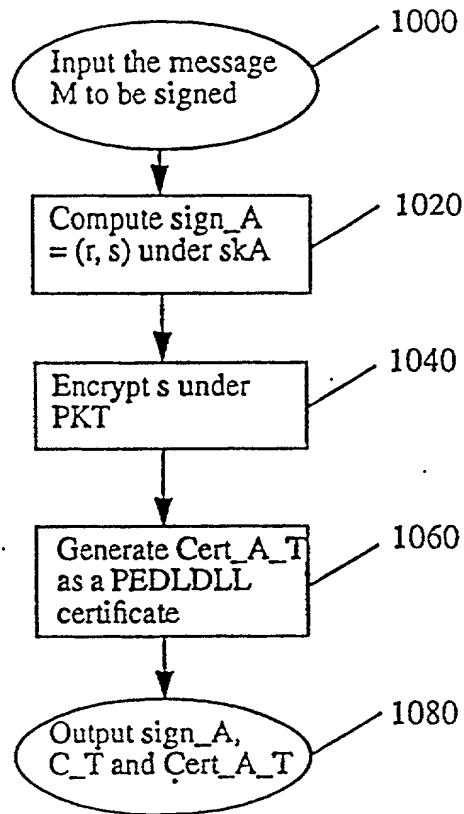 1000
Input the message
M to be signed
1020
Compute sign_A
= (r, s) under skA
1040
Encrypt s under
PKT
1060
Generate Cert_A_T
as a PEDLDLL
certificate
1080
Output sign_A,
C_T and Cert_A_T